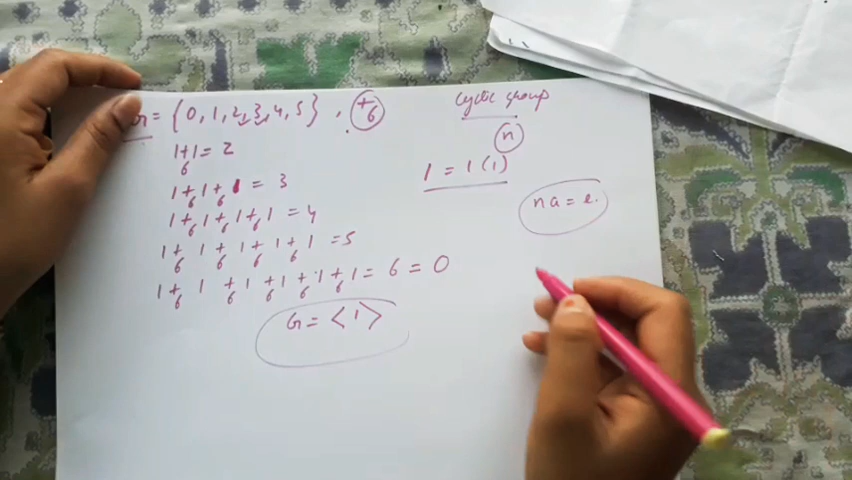 G = {0, 1, 2, 3, 4, 5} , +6
1 +6 1 = 2
1 +6 1 +6 1 = 3
1 +6 1 +6 1 +6 1 = 4
1 +6 1 +6 1 +6 1 +6 1 = 5
1 +6 1 +6 1 +6 1 +6 1 +6 1 = 6 = 0
G = <1>
Cyclic group
n
1 = 1(1)
na = e.